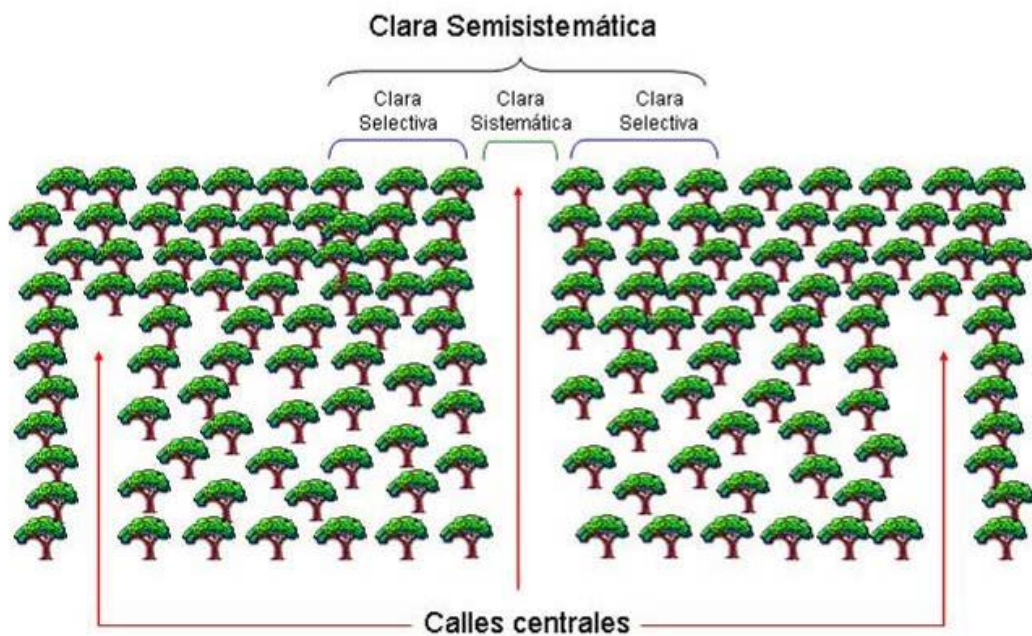 Clara Semisistemática
Clara
Selectiva
Clara
Sistemática
Clara
Selectiva
Calles centrales